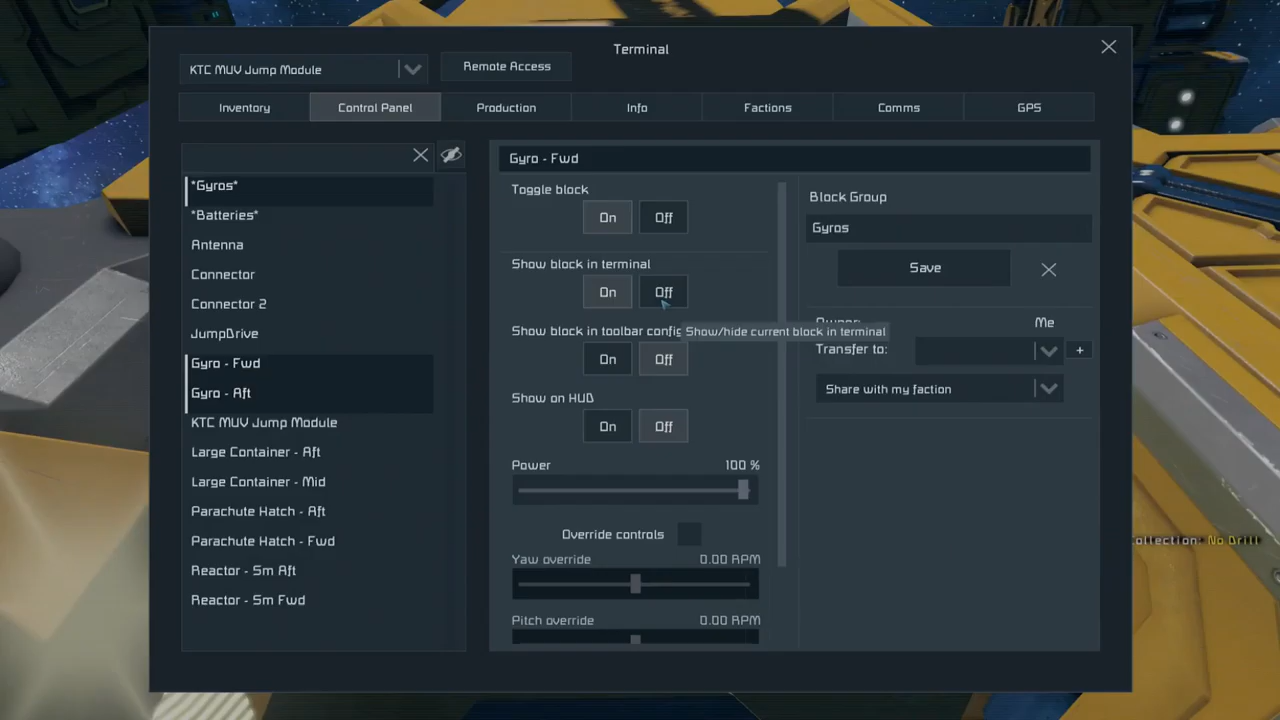 Terminal
KTC MUV Jump Module
Remote Access
Inventory
Control Panel
Production
Info
Factions
Comms
GPS
*Gyros*
*Batteries*
Antenna
Connector
Connector 2
JumpDrive
Gyro - Fwd
Gyro - Aft
KTC MUV Jump Module
Large Container - Aft
Large Container - Mid
Parachute Hatch - Aft
Parachute Hatch - Fwd
Reactor - Sm Aft
Reactor - Sm Fwd
Gyro - Fwd
Toggle block
On Off
Show block in terminal
On Off
Show block in toolbar config
Show/hide current block in terminal
On Off
Show on HUD
On Off
Power 100 %
Override controls
Yaw override 0.00 RPM
Pitch override 0.00 RPM
Block Group
Gyros
Save
Owner: Me
Transfer to:
+
Share with my faction
ollection: No Drill